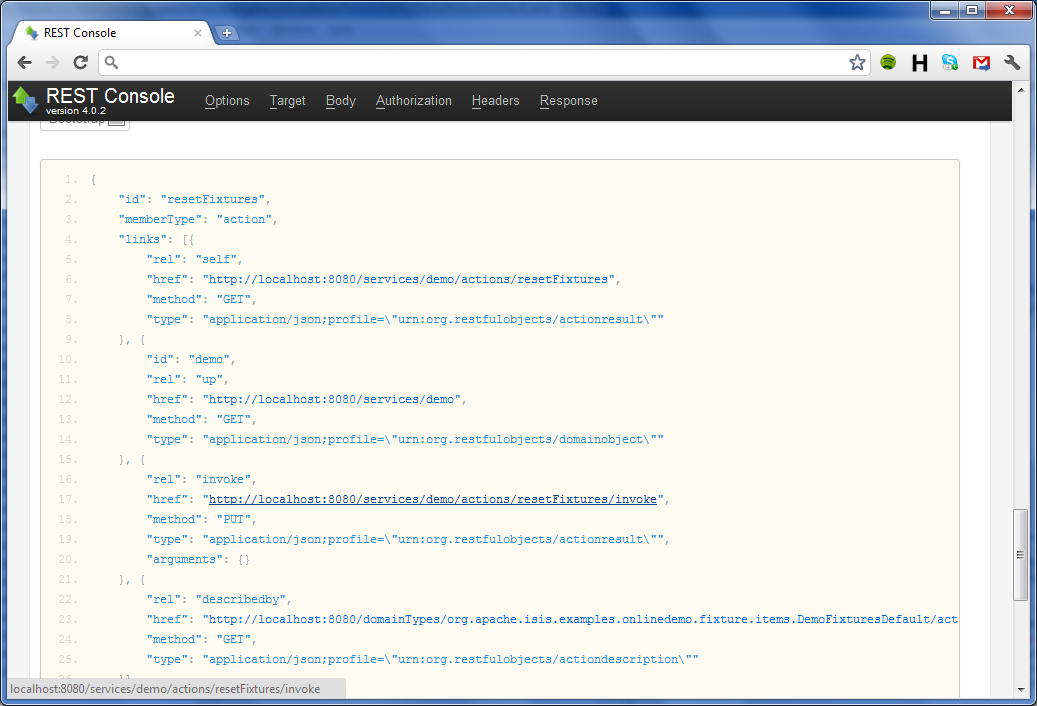 REST Console
REST Console
version 4.0.2
Options Target Body Authorization Headers Response
Bootstrap
1. {
2. "id": "resetFixtures",
3. "memberType": "action",
4. "links": [{
5. "rel": "self",
6. "href": "http://localhost:8080/services/demo/actions/resetFixtures",
7. "method": "GET",
8. "type": "application/json;profile=\"urn:org.restfulobjects/actionresult\""
9. }, {
10. "id": "demo",
11. "rel": "up",
12. "href": "http://localhost:8080/services/demo",
13. "method": "GET",
14. "type": "application/json;profile=\"urn:org.restfulobjects/domainobject\""
15. }, {
16. "rel": "invoke",
17. "href": "http://localhost:8080/services/demo/actions/resetFixtures/invoke",
18. "method": "PUT",
19. "type": "application/json;profile=\"urn:org.restfulobjects/actionresult\"",
20. "arguments": {}
21. }, {
22. "rel": "describedby",
23. "href": "http://localhost:8080/domainTypes/org.apache.isis.examples.onlinedemo.fixture.items.DemoFixturesDefault/act
24. "method": "GET",
25. "type": "application/json;profile=\"urn:org.restfulobjects/actiondescription\""
localhost:8080/services/demo/actions/resetFixtures/invoke